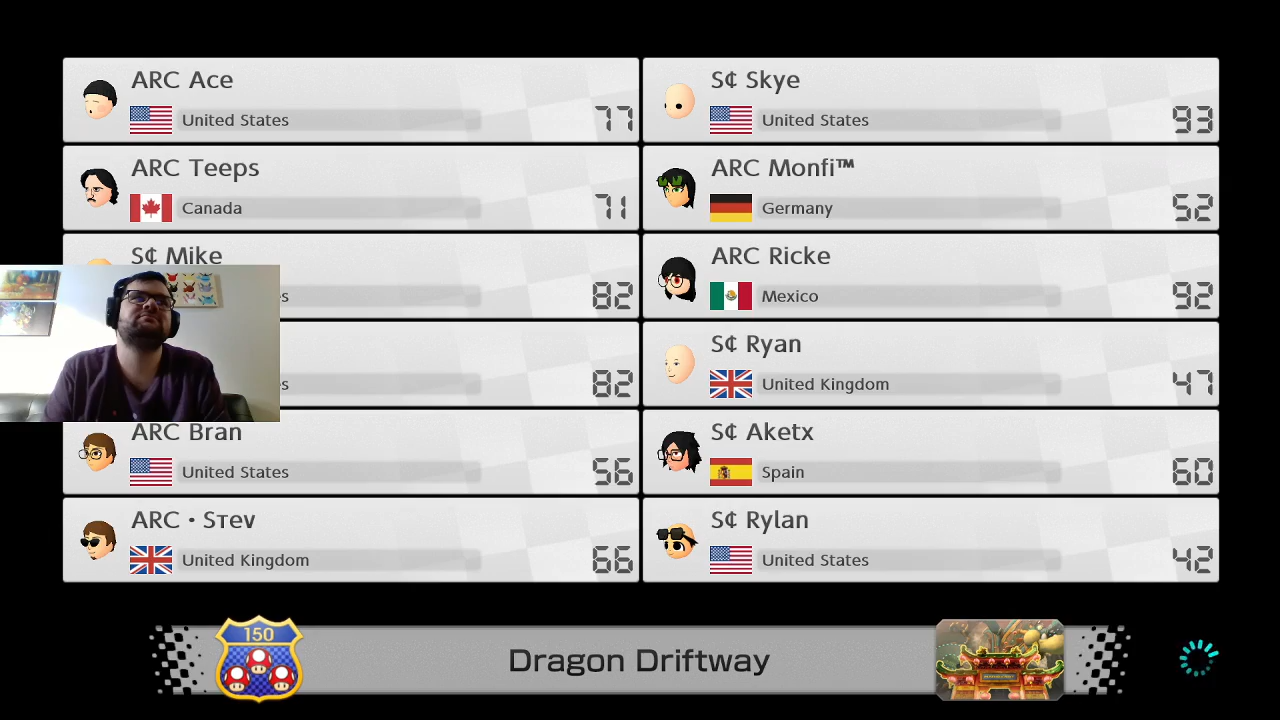 ARC Ace
United States
77
S¢ Skye
United States
93
ARC Teeps
Canada
71
ARC Monfi™
Germany
52
S¢ Mike
82
ARC Ricke
Mexico
92
82
S¢ Ryan
United Kingdom
47
ARC Bran
United States
56
S¢ Aketx
Spain
60
ARC • Sтev
United Kingdom
66
S¢ Rylan
United States
42
150
Dragon Driftway